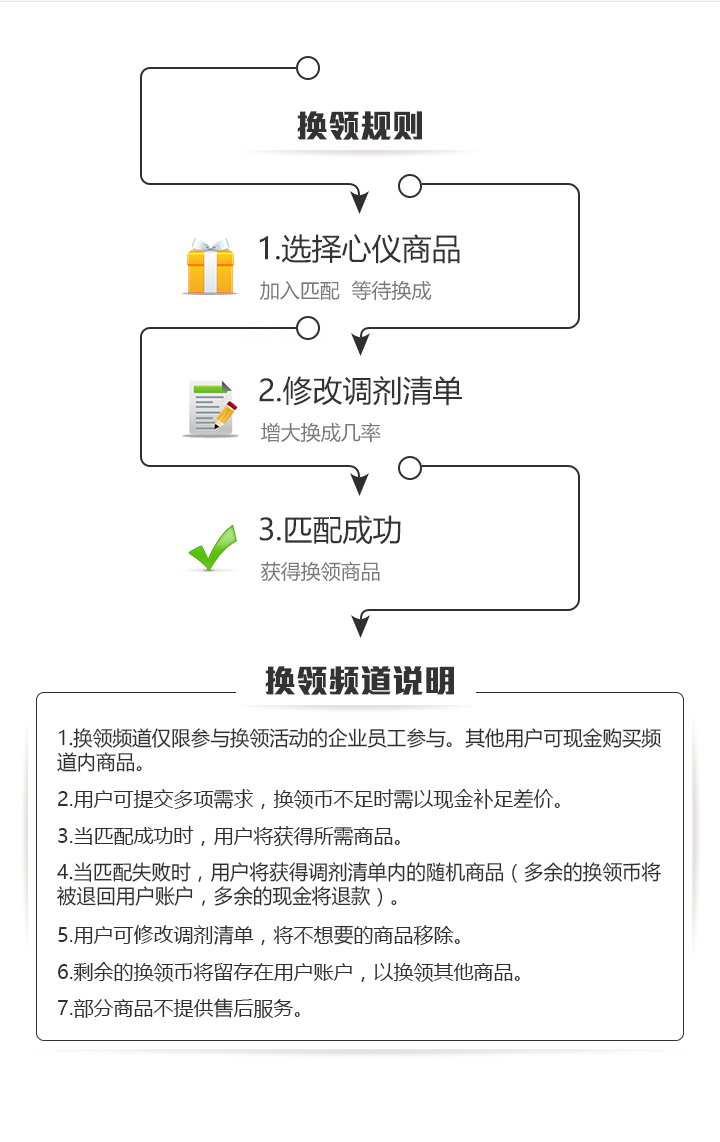 换领规则
1.选择心仪商品
加入匹配 等待换成
2.修改调剂清单
增大换成几率
3.匹配成功
获得换领商品
换领频道说明
1.换领频道仅限参与换领活动的企业员工参与。其他用户可现金购买频
道内商品。
2.用户可提交多项需求，换领币不足时需以现金补足差价。
3.当匹配成功时，用户将获得所需商品。
4.当匹配失败时，用户将获得调剂清单内的随机商品（多余的换领币将
被退回用户账户，多余的现金将退款）。
5.用户可修改调剂清单，将不想要的商品移除。
6.剩余的换领币将留存在用户账户，以换领其他商品。
7.部分商品不提供售后服务。